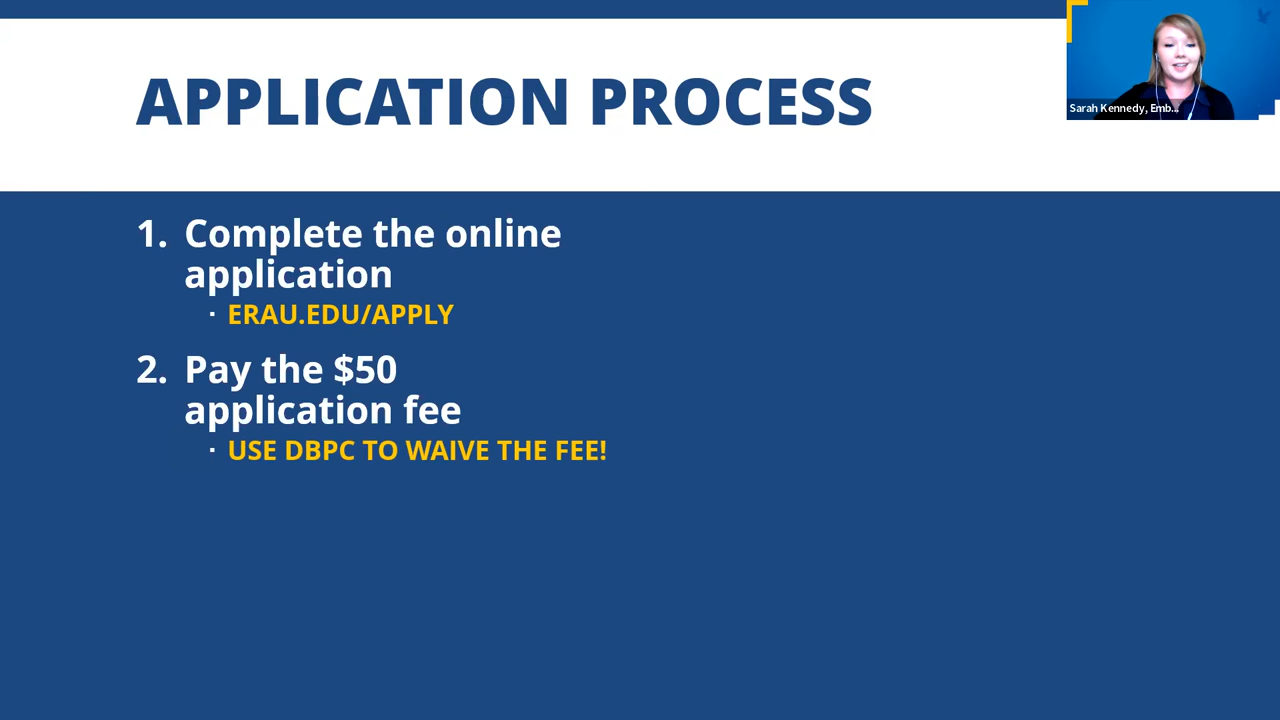 APPLICATION PROCESS
Sarah Kennedy, Emb...
1. Complete the online
application
· ERAU.EDU/APPLY
2. Pay the $50
application fee
· USE DBPC TO WAIVE THE FEE!